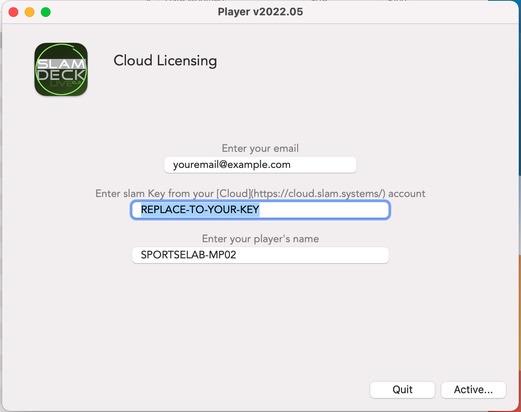 Player v2022.05
SLAM
DECK
LIVE
Cloud Licensing
Enter your email
youremail@example.com
Enter slam Key from your [Cloud](https://cloud.slam.systems/) account
REPLACE-TO-YOUR-KEY
Enter your player's name
SPORTSELAB-MP02
Quit
Active...